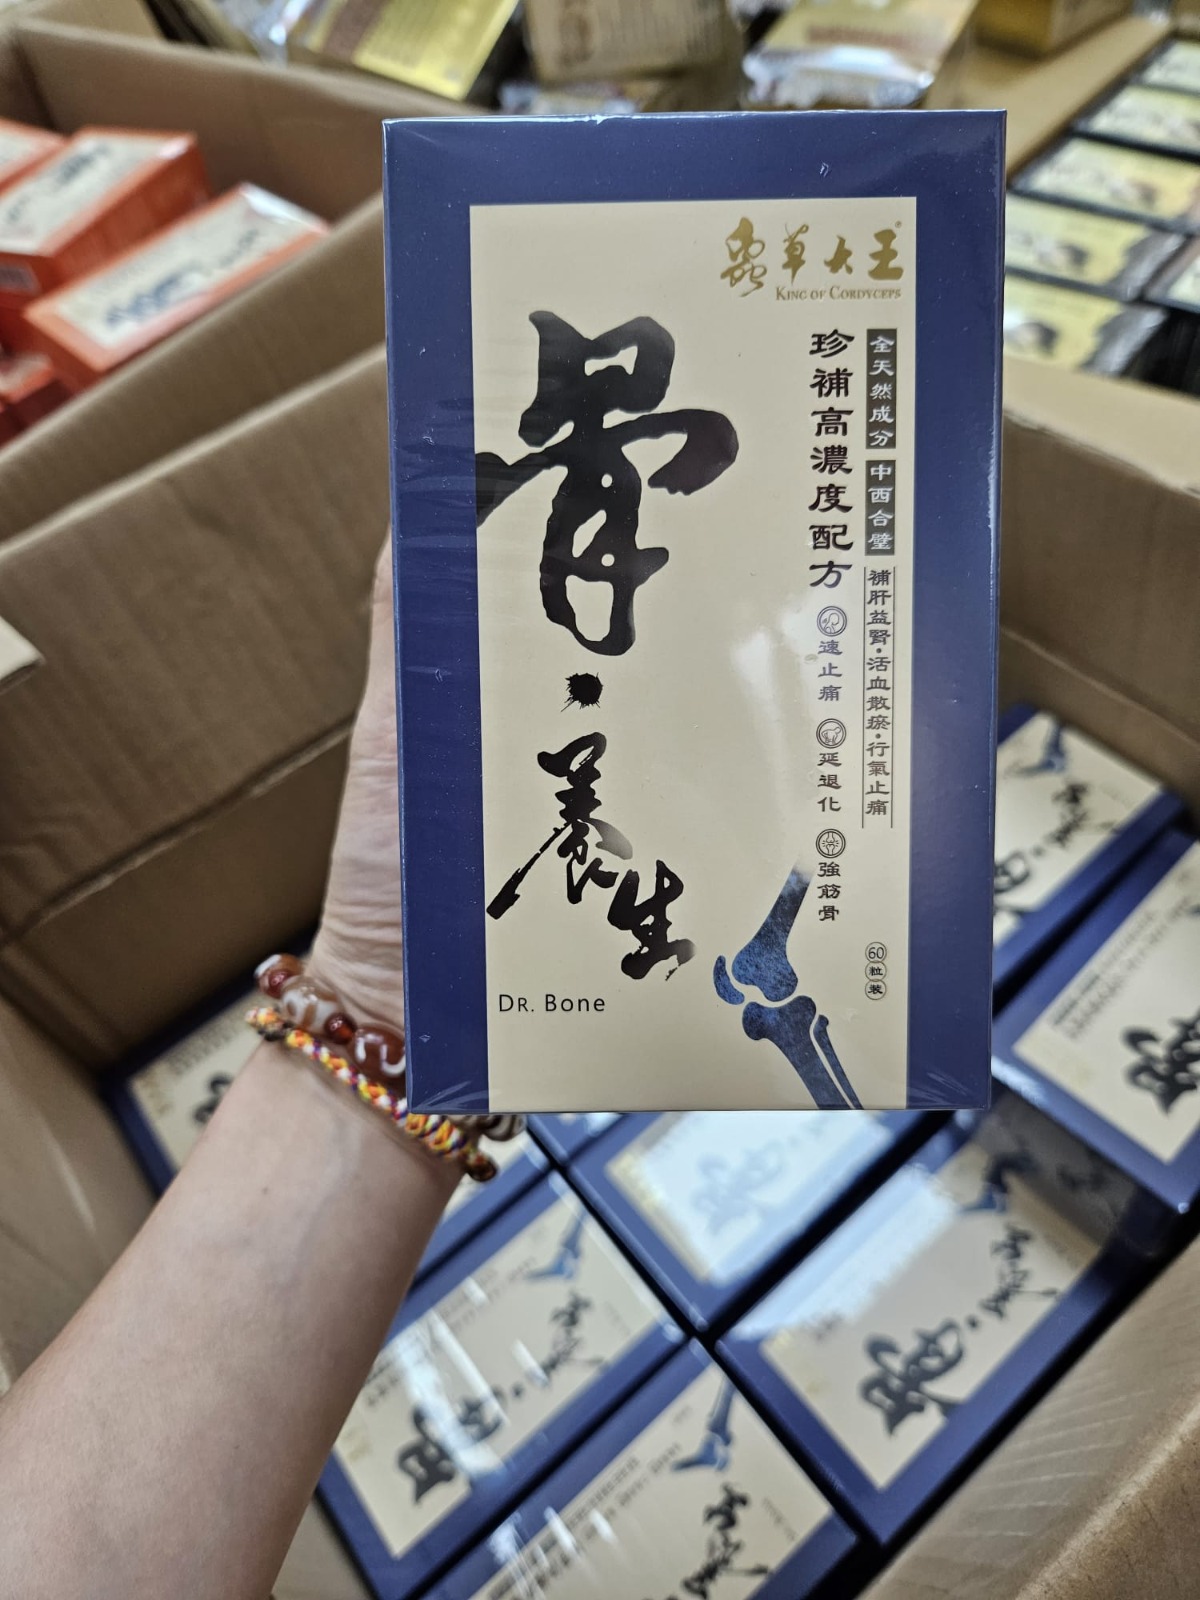 蟲草大王®
KING OF CORDYCEPS
全天然成分 中西合璧
補肝益腎·活血散瘀·行氣止痛
珍補高濃度配方
速止痛
延退化
強筋骨
骨·養生
DR. Bone
60粒裝